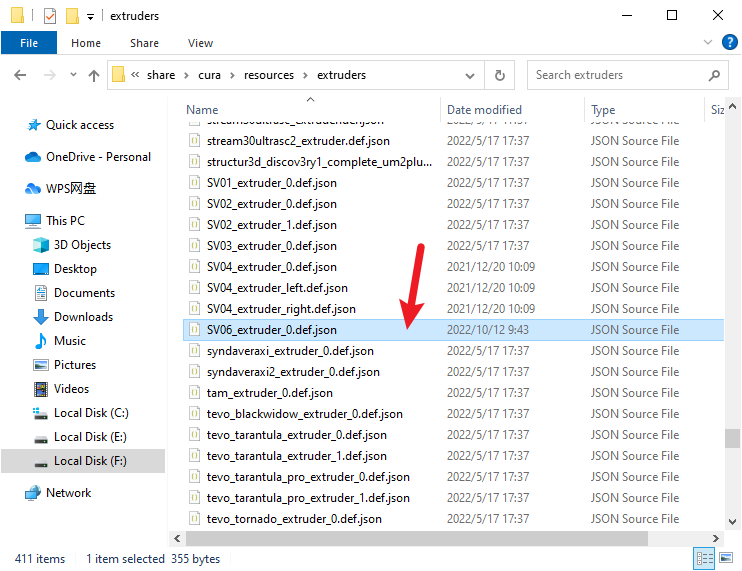 extruders
File Home Share View
« share > cura > resources > extruders Search extruders
Name Date modified Type Siz
Quick access
OneDrive - Personal
WPS网盘
This PC
3D Objects
Desktop
Documents
Downloads
Music
Pictures
Videos
Local Disk (C:)
Local Disk (E:)
Local Disk (F:)
Network
2022/5/17 17:37 JSON Source File
stream30ultrasc2_extruder.def.json 2022/5/17 17:37 JSON Source File
structur3d_discov3ry1_complete_um2plu... 2022/5/17 17:37 JSON Source File
SV01_extruder_0.def.json 2022/5/17 17:37 JSON Source File
SV02_extruder_0.def.json 2022/5/17 17:37 JSON Source File
SV02_extruder_1.def.json 2022/5/17 17:37 JSON Source File
SV03_extruder_0.def.json 2022/5/17 17:37 JSON Source File
SV04_extruder_0.def.json 2021/12/20 10:09 JSON Source File
SV04_extruder_left.def.json 2021/12/20 10:09 JSON Source File
SV04_extruder_right.def.json 2021/12/20 10:09 JSON Source File
SV06_extruder_0.def.json 2022/10/12 9:43 JSON Source File
syndaveraxi_extruder_0.def.json 2022/5/17 17:37 JSON Source File
syndaveraxi2_extruder_0.def.json 2022/5/17 17:37 JSON Source File
tam_extruder_0.def.json 2022/5/17 17:37 JSON Source File
tevo_blackwidow_extruder_0.def.json 2022/5/17 17:37 JSON Source File
tevo_tarantula_extruder_0.def.json 2022/5/17 17:37 JSON Source File
tevo_tarantula_extruder_1.def.json 2022/5/17 17:37 JSON Source File
tevo_tarantula_pro_extruder_0.def.json 2022/5/17 17:37 JSON Source File
tevo_tarantula_pro_extruder_1.def.json 2022/5/17 17:37 JSON Source File
tevo_tornado_extruder_0.def.json 2022/5/17 17:37 JSON Source File
411 items 1 item selected 355 bytes